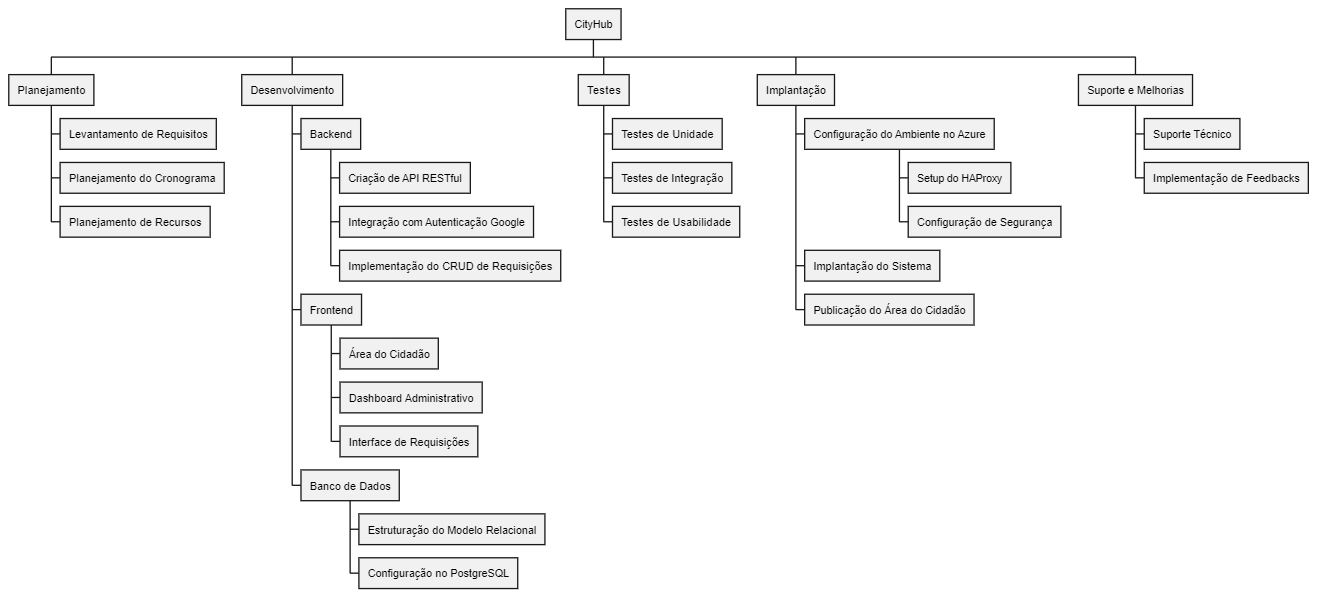 CityHub
Planejamento
Levantamento de Requisitos
Planejamento do Cronograma
Planejamento de Recursos
Desenvolvimento
Backend
Criação de API RESTful
Integração com Autenticação Google
Implementação do CRUD de Requisições
Frontend
Área do Cidadão
Dashboard Administrativo
Interface de Requisições
Banco de Dados
Estruturação do Modelo Relacional
Configuração no PostgreSQL
Testes
Testes de Unidade
Testes de Integração
Testes de Usabilidade
Implantação
Configuração do Ambiente no Azure
Setup do HAProxy
Configuração de Segurança
Implantação do Sistema
Publicação do Área do Cidadão
Suporte e Melhorias
Suporte Técnico
Implementação de Feedbacks